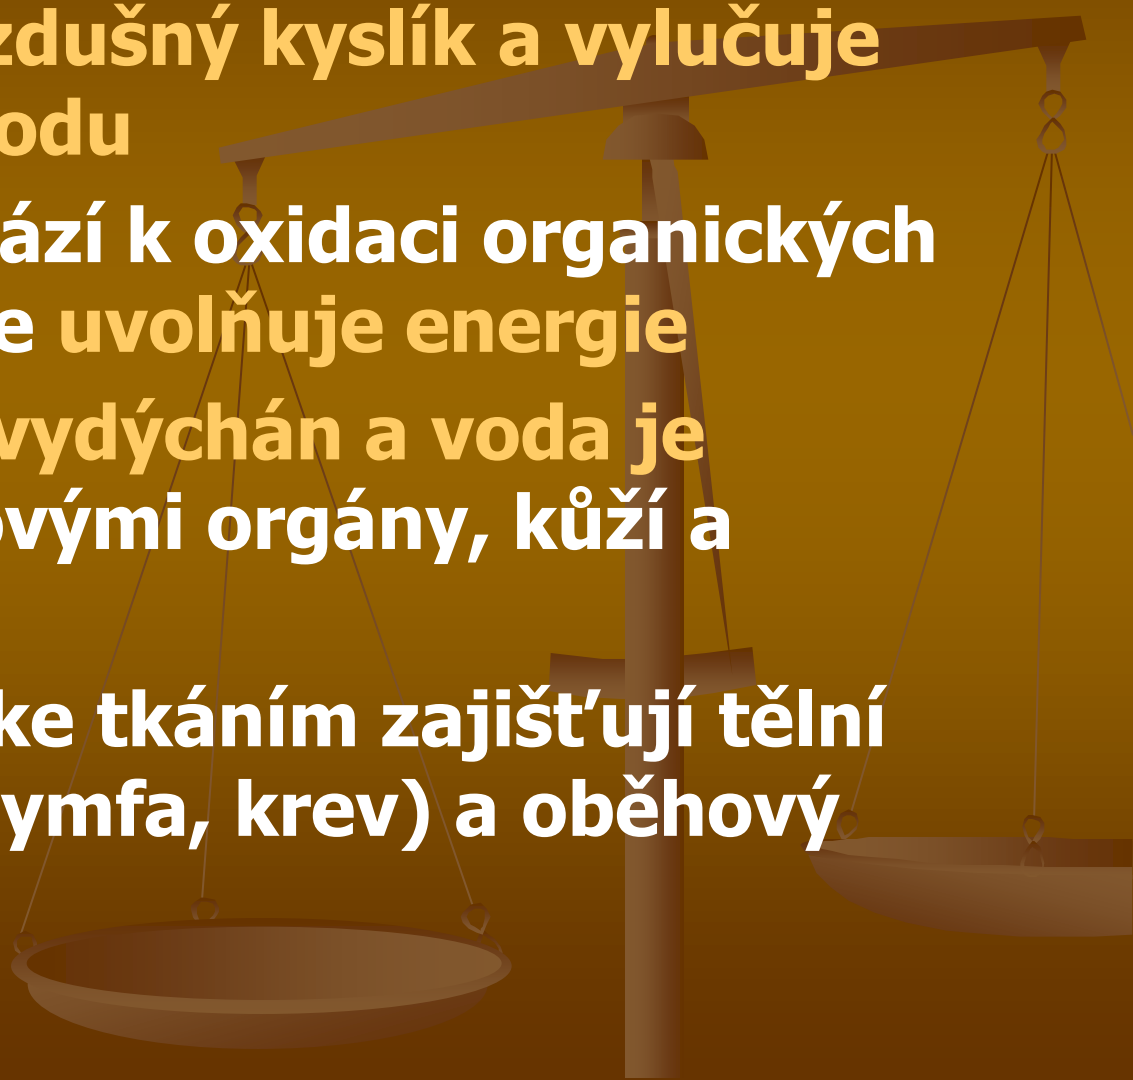 zdušný kyslík a vylučuje
odu
ází k oxidaci organických
e uvolňuje energie
vydýchán a voda je
ovými orgány, kůží a
ke tkáním zajišťují tělní
ymfa, krev) a oběhový